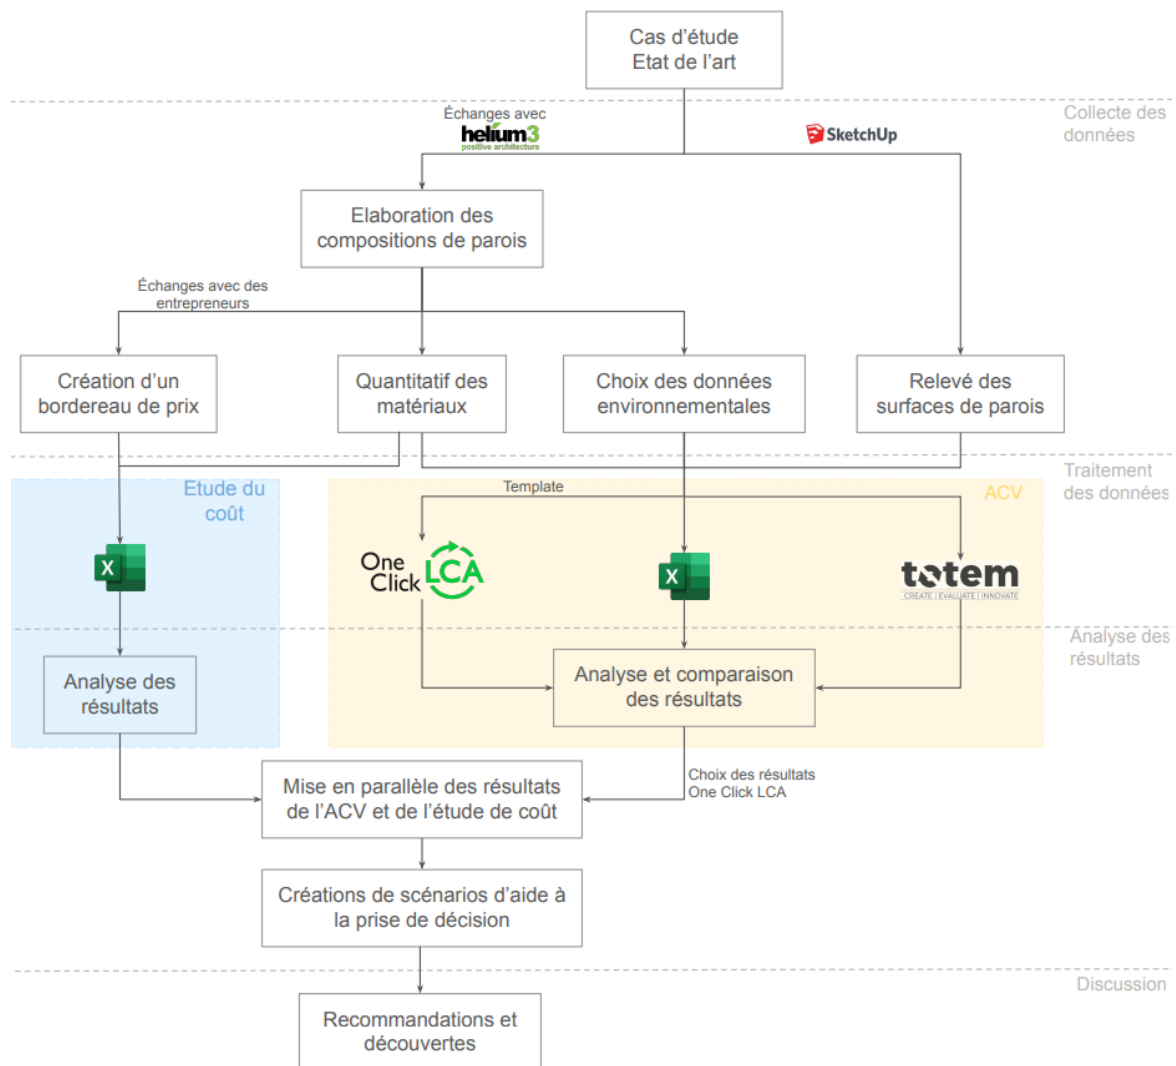 Cas d'étude
Etat de l'art
Collecte des
données
Échanges avec
helium3
positive architecture
SketchUp
Elaboration des
compositions de parois
Échanges avec des
entrepreneurs
Création d'un
bordereau de prix
Quantitatif des
matériaux
Choix des données
environnementales
Relevé des
surfaces de parois
Traitement
des données
Etude du
coût
Template
ACV
X
One
Click
LCA
X
totem
CREATE | EVALUATE | INNOVATE
Analyse des
résultats
Analyse des
résultats
Analyse et comparaison
des résultats
Mise en parallèle des résultats
de l'ACV et de l'étude de coût
Choix des résultats
One Click LCA
Créations de scénarios d'aide à
la prise de décision
Discussion
Recommandations et
découvertes